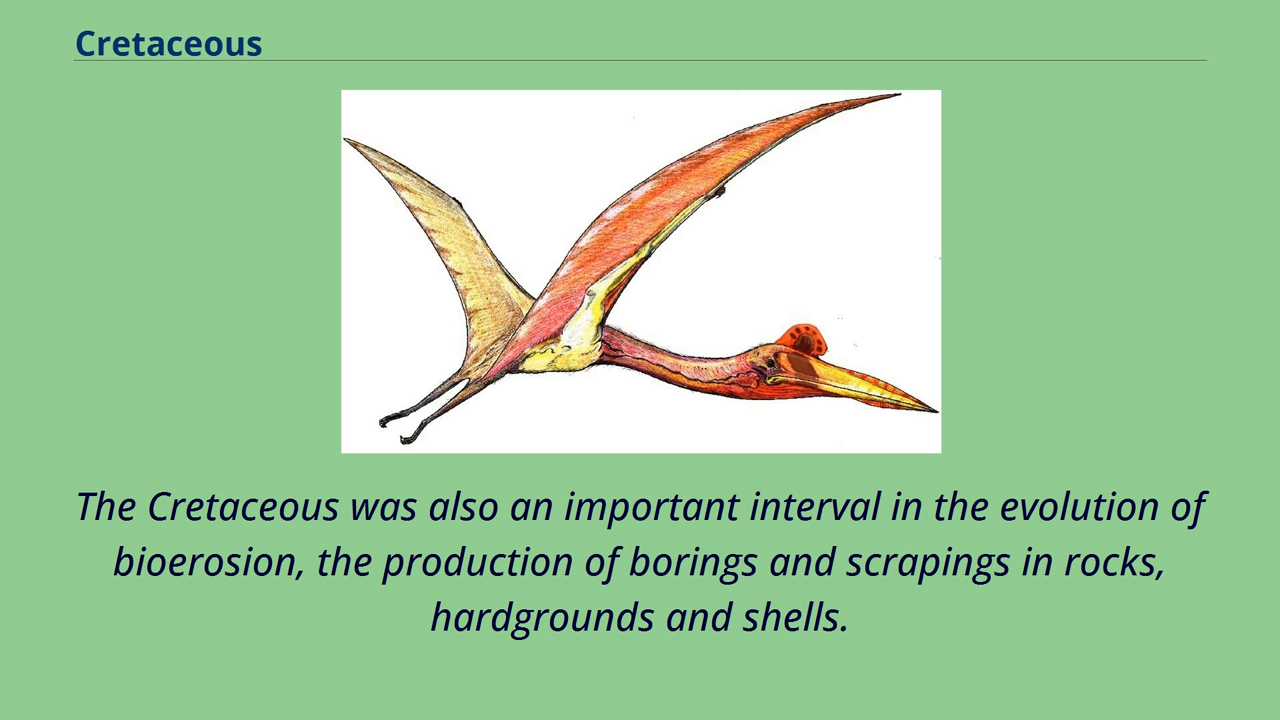 Cretaceous
The Cretaceous was also an important interval in the evolution of
bioerosion, the production of borings and scrapings in rocks,
hardgrounds and shells.